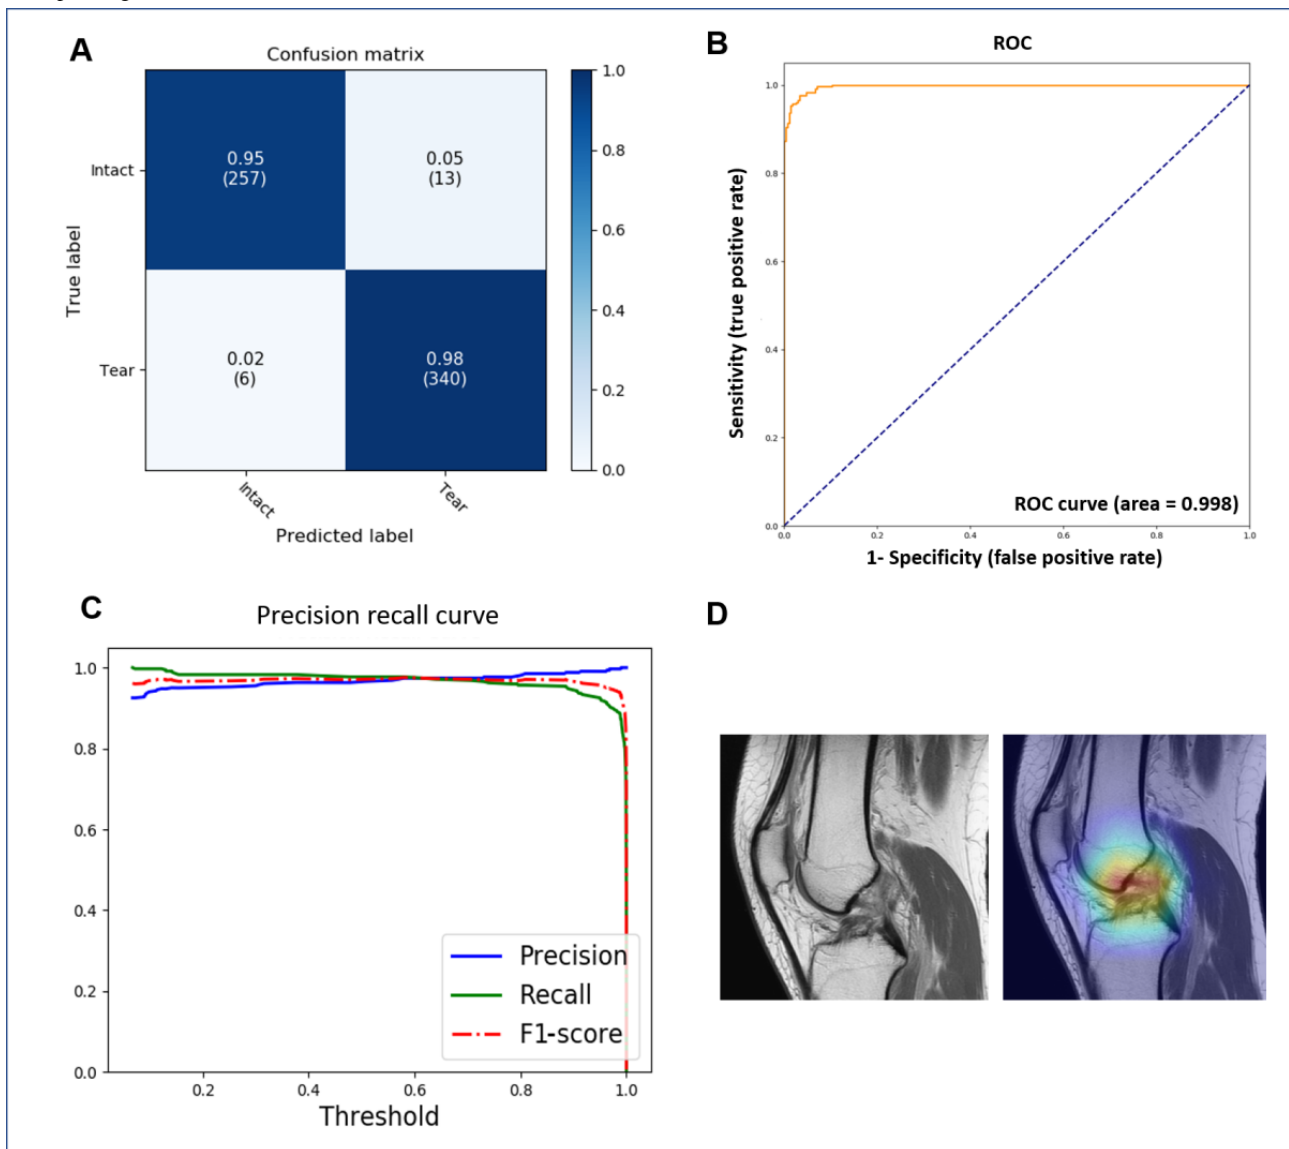 A
Confusion matrix
1.0
0.8
0.6
0.4
0.2
0.0
True label
Intact
Tear
0.95
(257)
0.05
(13)
0.02
(6)
0.98
(340)
Intact
Tear
Predicted label
B
ROC
Sensitivity (true positive rate)
1.0
0.8
0.6
0.4
0.2
0.0
0.0 0.2 0.4 0.6 0.8 1.0
ROC curve (area = 0.998)
1- Specificity (false positive rate)
C
Precision recall curve
1.0
0.8
0.6
0.4
0.2
0.0
Precision
Recall
F1-score
0.2 0.4 0.6 0.8 1.0
Threshold
D